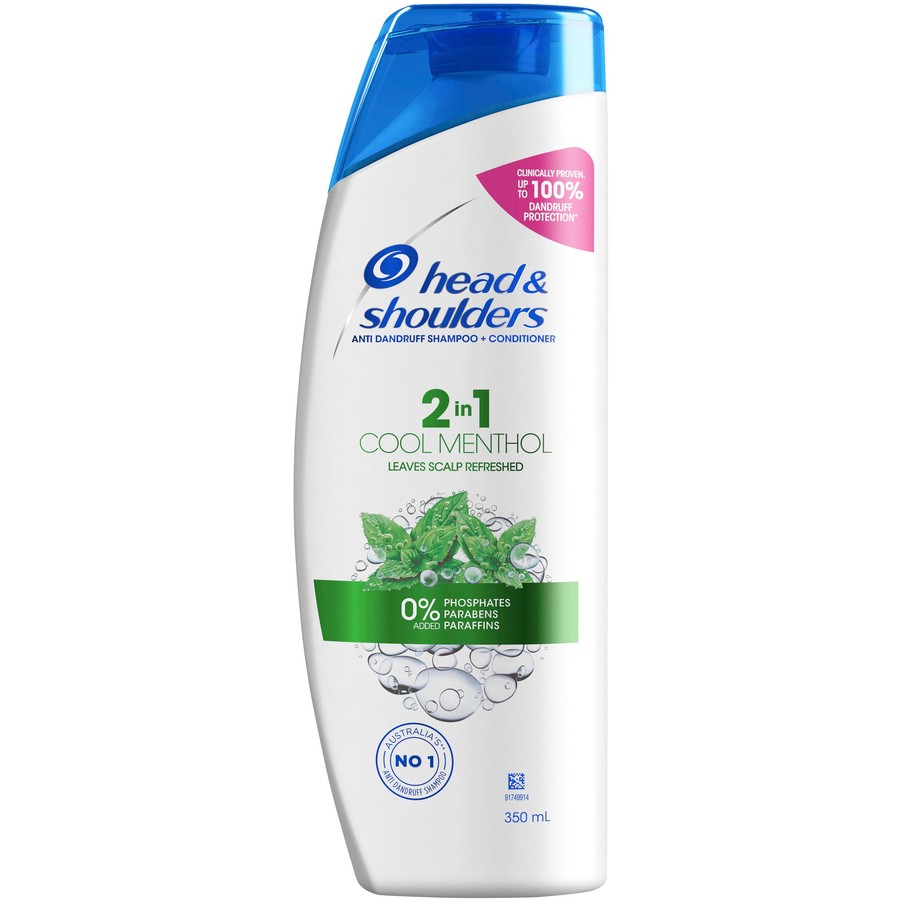 CLINICALLY PROVEN.
UP TO 100%
DANDRUFF
PROTECTION*
head &
shoulders
ANTI DANDRUFF SHAMPOO + CONDITIONER
2 in 1
COOL MENTHOL
LEAVES SCALP REFRESHED
0% ADDED
PHOSPHATES
PARABENS
PARAFFINS
AUSTRALIA'S**
NO 1
ANTI DANDRUFF SHAMPOO
91749914
350 mL